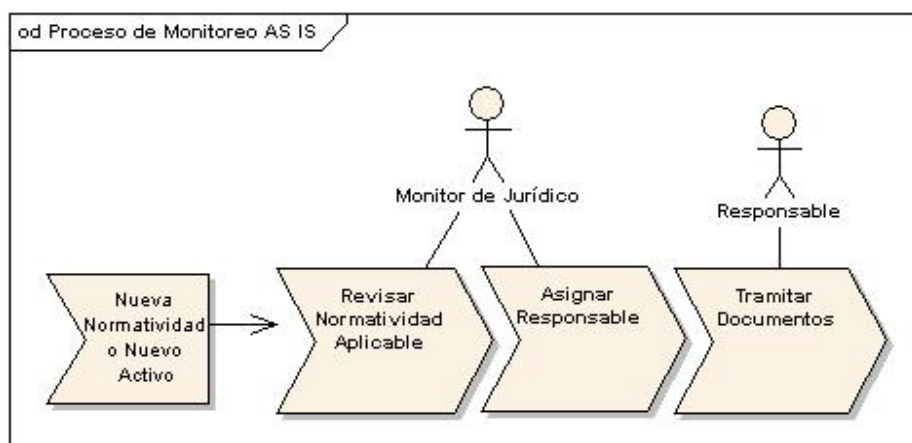 od Proceso de Monitoreo AS IS
Monitor de Jurídico
Responsable
Nueva
Normatividad
o Nuevo
Activo
Revisar
Normatividad
Aplicable
Asignar
Responsable
Tramitar
Documentos